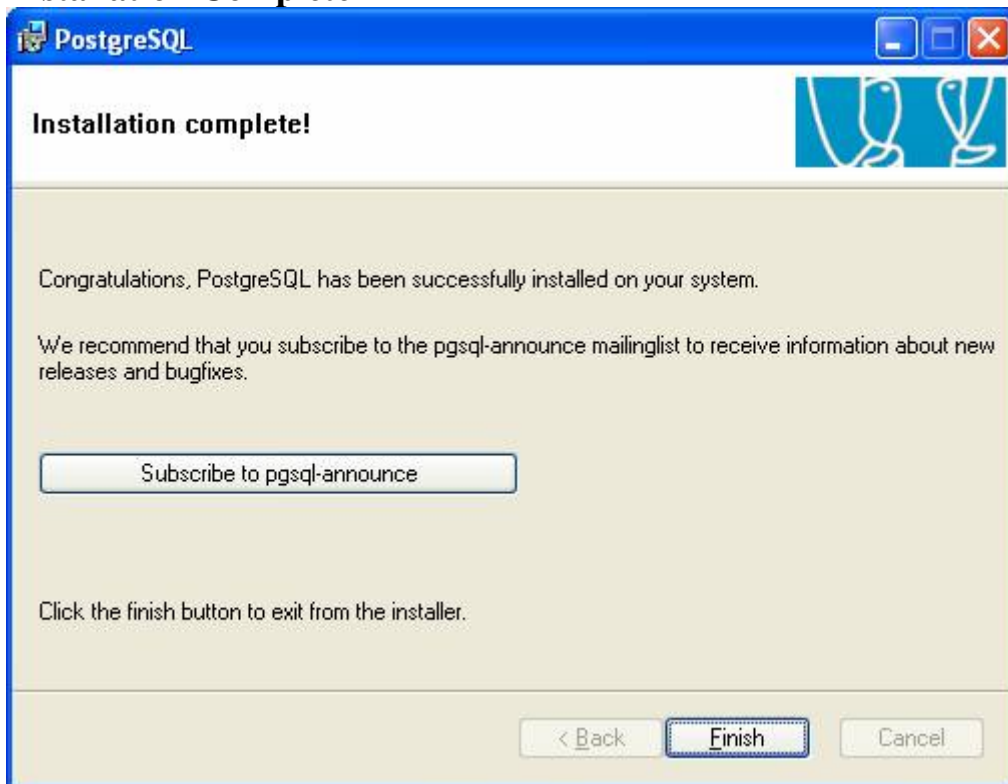 Installation Complete
PostgreSQL
Installation complete!
Congratulations, PostgreSQL has been successfully installed on your system.
We recommend that you subscribe to the pgsql-announce mailinglist to receive information about new
releases and bugfixes.
Subscribe to pgsql-announce
Click the finish button to exit from the installer.
< Back
Finish
Cancel